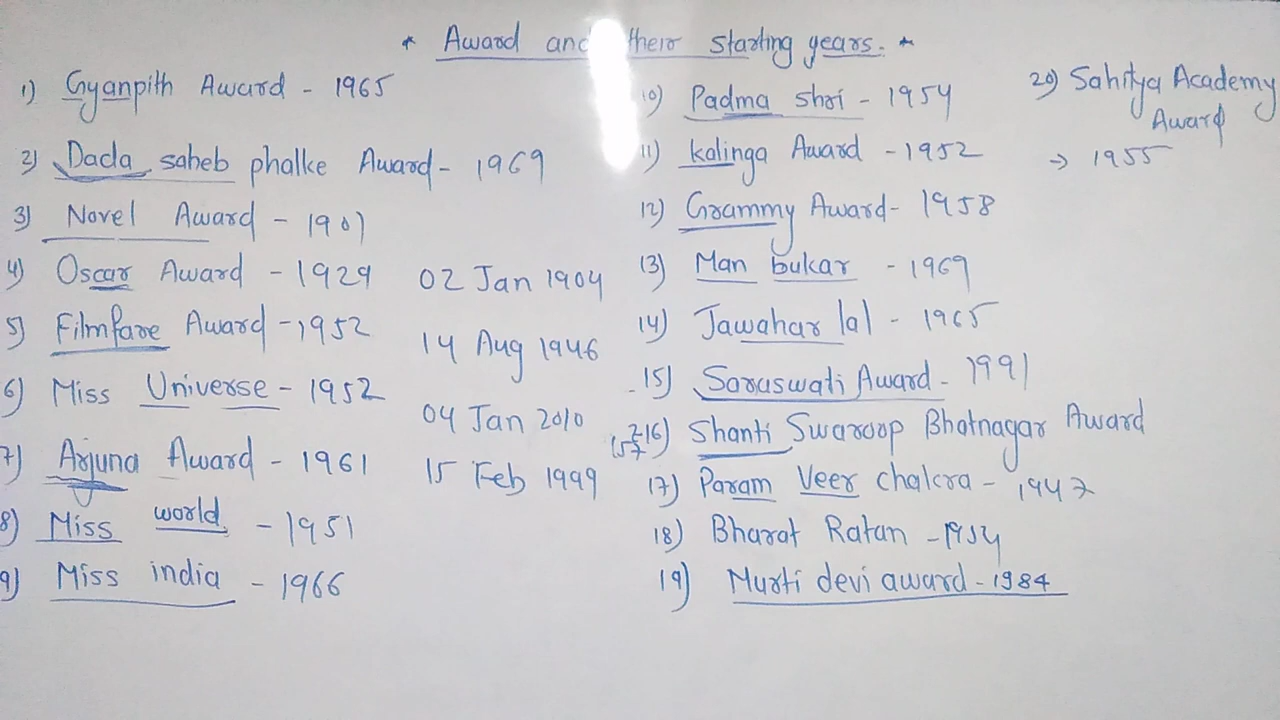 * Award and their starting years. *
1) Gyanpith Award - 1965
2) Dada saheb phalke Award - 1969
3) Novel Award - 1901
4) Oscar Award - 1929
5) Filmfare Award - 1952
6) Miss Universe - 1952
7) Arjuna Award - 1961
8) Miss world - 1951
9) Miss india - 1966
02 Jan 1904
14 Aug 1946
04 Jan 2010
15 Feb 1999
10) Padma shri - 1954
11) kalinga Award - 1952
12) Grammy Award - 1958
13) Man bukar - 1969
14) Jawahar lal - 1965
15) Saraswati Award - 1991
16) Shanti Swaroop Bhatnagar Award
17) Param Veer chakra - 1947
18) Bharat Ratan - 1954
19) Murti devi award - 1984
20) Sahitya Academy
Award
→ 1955